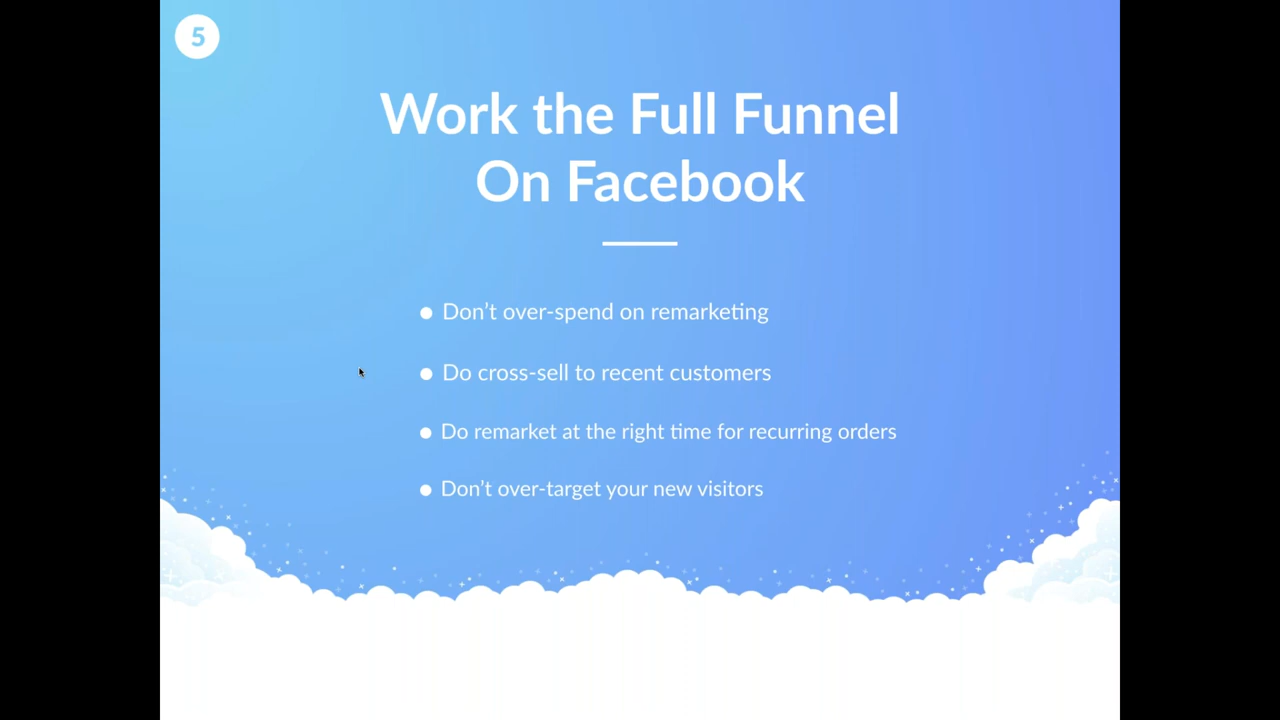 5
Work the Full Funnel
On Facebook
● Don’t over-spend on remarketing
● Do cross-sell to recent customers
● Do remarket at the right time for recurring orders
● Don’t over-target your new visitors